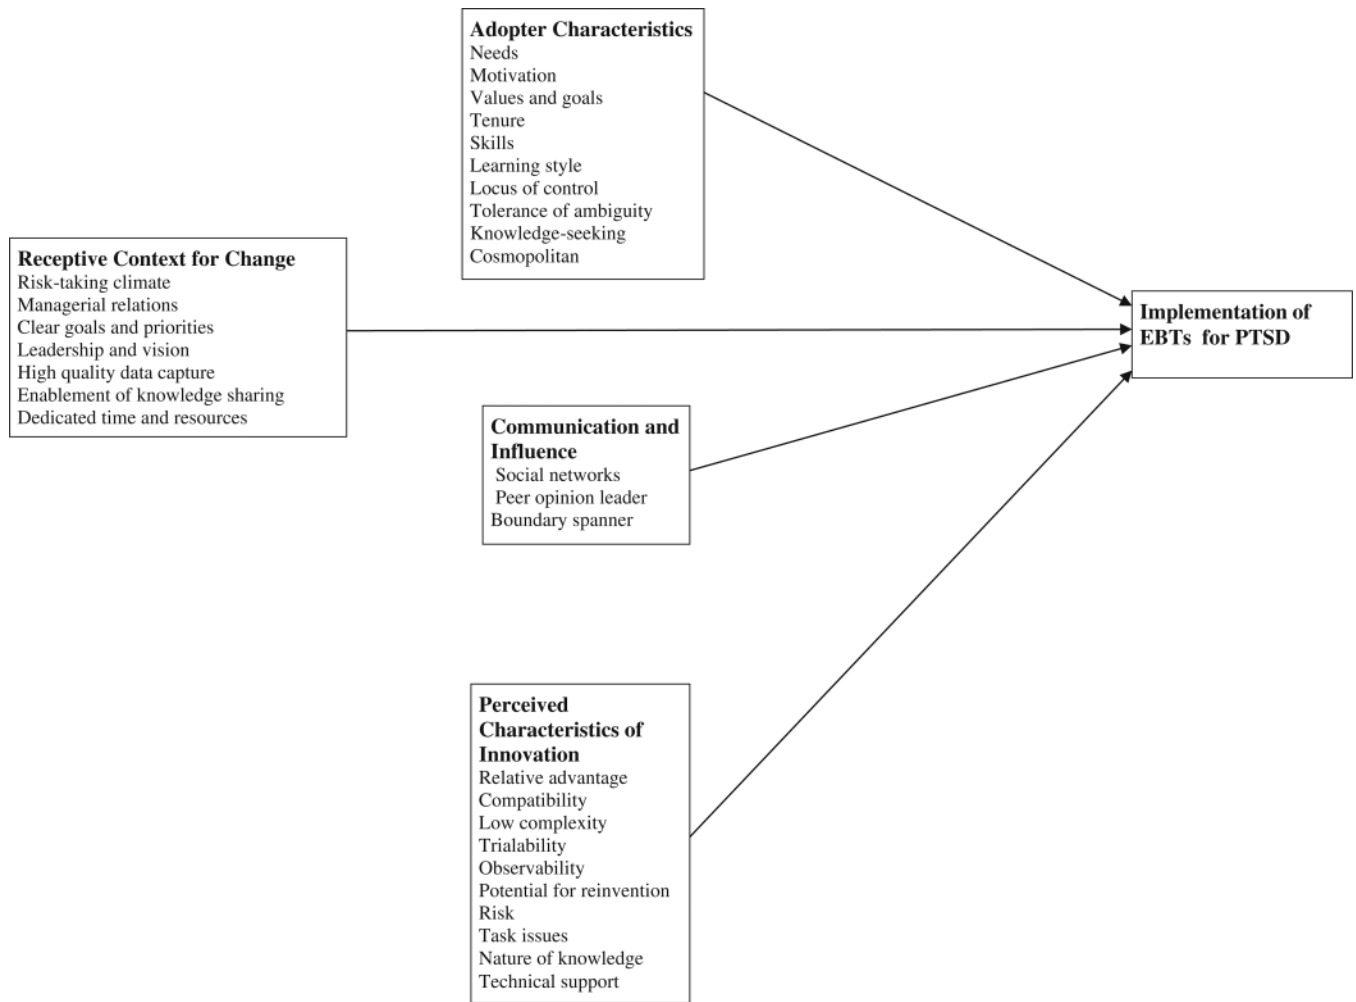 Adopter Characteristics
Needs
Motivation
Values and goals
Tenure
Skills
Learning style
Locus of control
Tolerance of ambiguity
Knowledge-seeking
Cosmopolitan
Receptive Context for Change
Risk-taking climate
Managerial relations
Clear goals and priorities
Leadership and vision
High quality data capture
Enablement of knowledge sharing
Dedicated time and resources
Implementation of
EBTs for PTSD
Communication and
Influence
Social networks
Peer opinion leader
Boundary spanner
Perceived
Characteristics of
Innovation
Relative advantage
Compatibility
Low complexity
Trialability
Observability
Potential for reinvention
Risk
Task issues
Nature of knowledge
Technical support